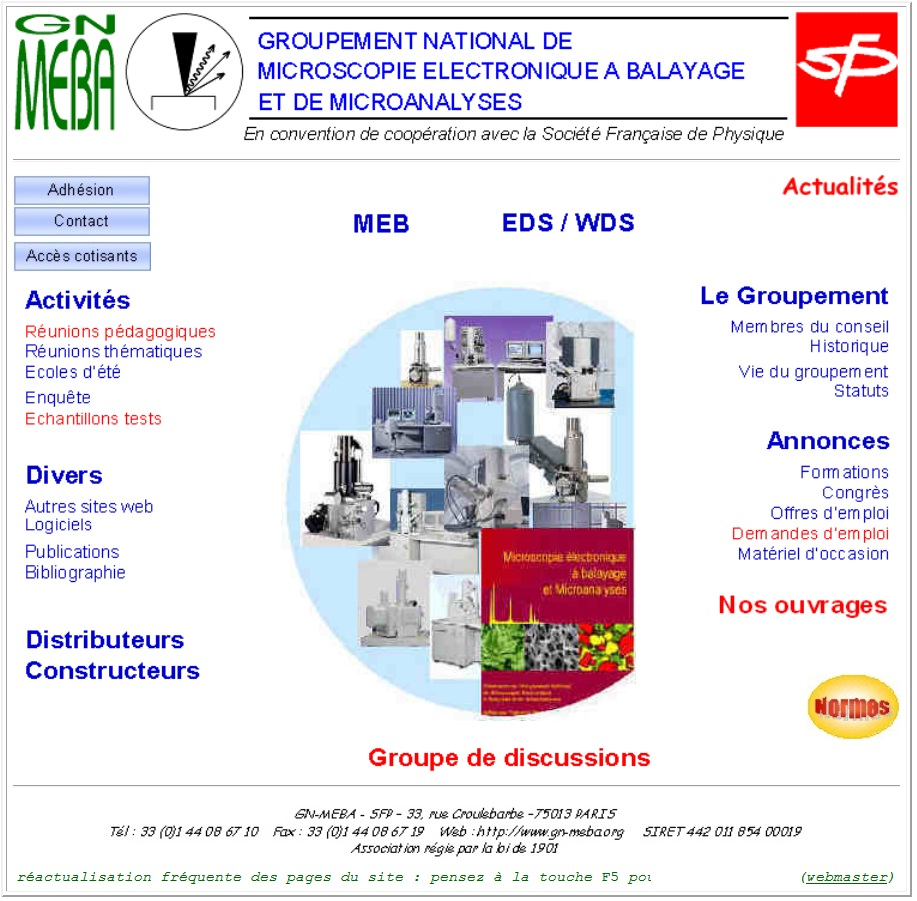 GN
MEBA
GROUPEMENT NATIONAL DE
MICROSCOPIE ELECTRONIQUE A BALAYAGE
ET DE MICROANALYSES
En convention de coopération avec la Société Française de Physique
sfp
Adhésion
Contact
Accès cotisants
Actualités
MEB
EDS / WDS
Activités
Réunions pédagogiques
Réunions thématiques
Ecoles d'été
Enquête
Echantillons tests
Divers
Autres sites web
Logiciels
Publications
Bibliographie
Distributeurs
Constructeurs
Microscopie électronique
à balayage
et Microanalyses
Le Groupement
Membres du conseil
Historique
Vie du groupement
Statuts
Annonces
Formations
Congrès
Offres d'emploi
Demandes d'emploi
Matériel d'occasion
Nos ouvrages
Normes
Groupe de discussions
GN-MEBA - SFP - 33, rue Croulebarbe -75013 PARIS
Tél : 33 (0)1 44 08 67 10 Fax : 33 (0)1 44 08 67 19 Web : http://www.gn-meba.org SIRET 442 011 854 00019
Association régie par la loi de 1901
réactualisation fréquente des pages du site : pensez à la touche F5 pou
(webmaster)